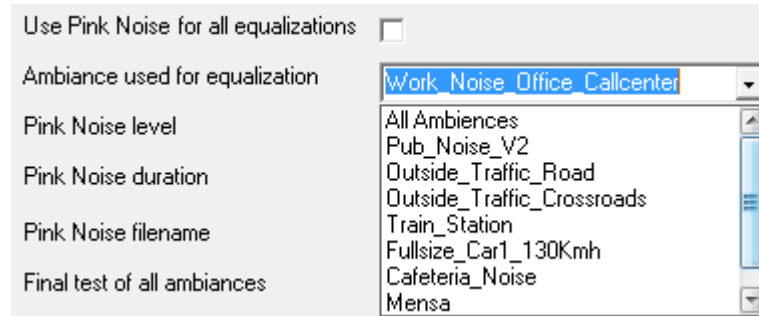 Use Pink Noise for all equalizations
Ambiance used for equalization
Work_Noise_Office_Callcenter
Pink Noise level
Pink Noise duration
Pink Noise filename
Final test of all ambiances
All Ambiences
Pub_Noise_V2
Outside_Traffic_Road
Outside_Traffic_Crossroads
Train_Station
Fullsize_Car1_130Kmh
Cafeteria_Noise
Mensa